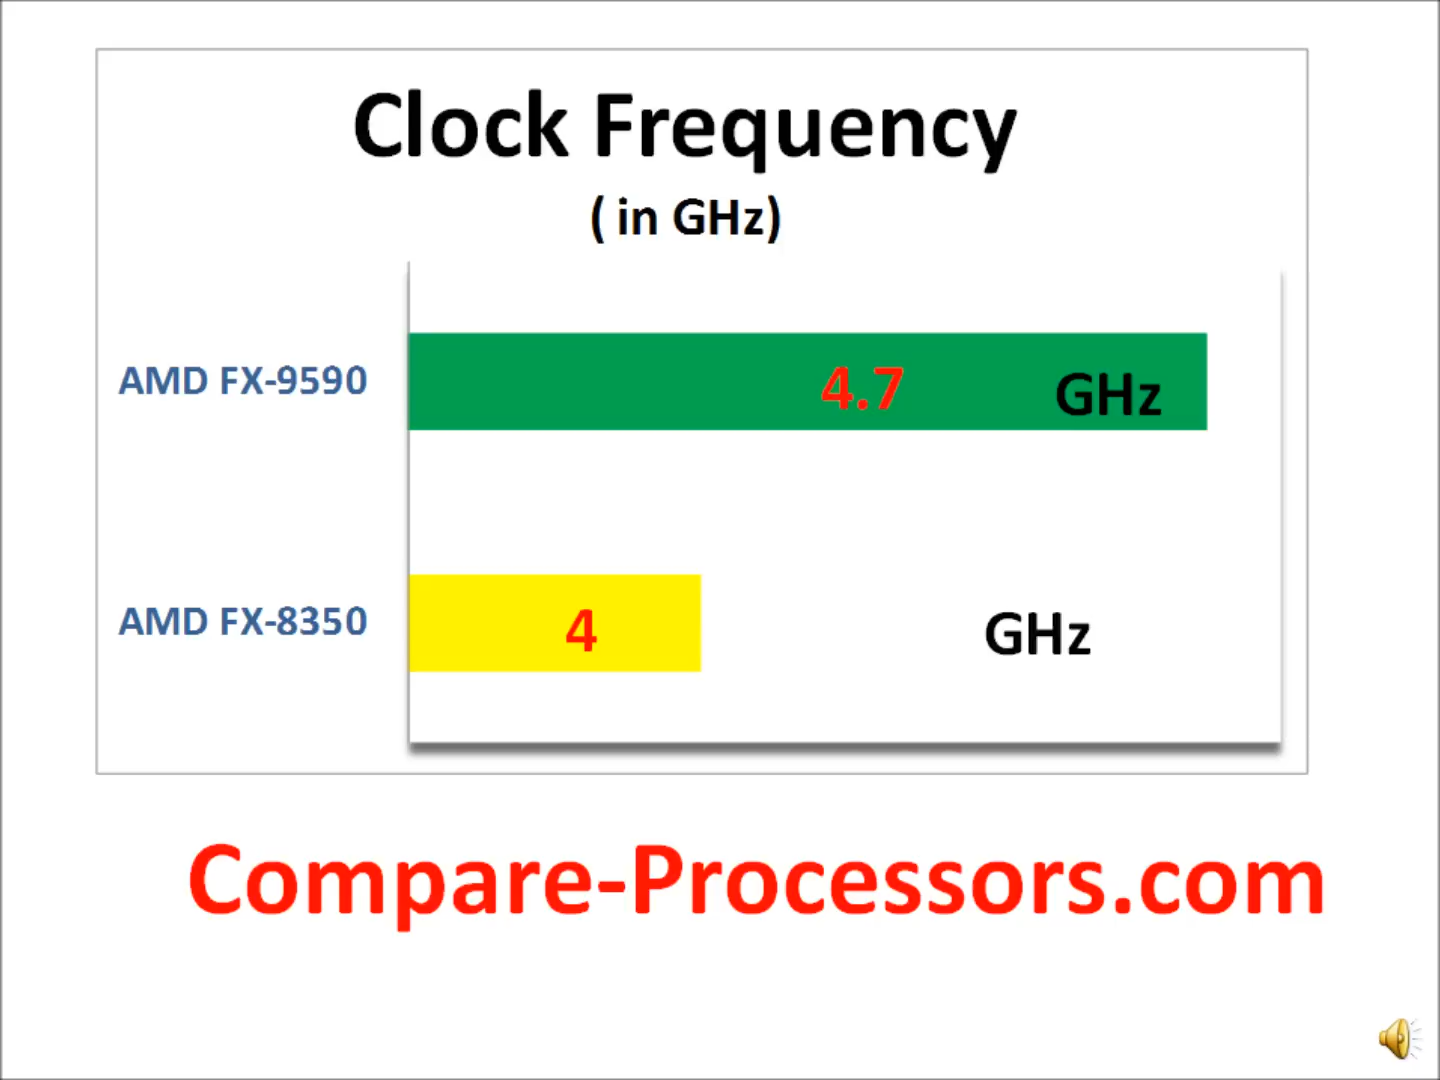 Clock Frequency
( in GHz)
AMD FX-9590 4.7 GHz
AMD FX-8350 4 GHz
Compare-Processors.com